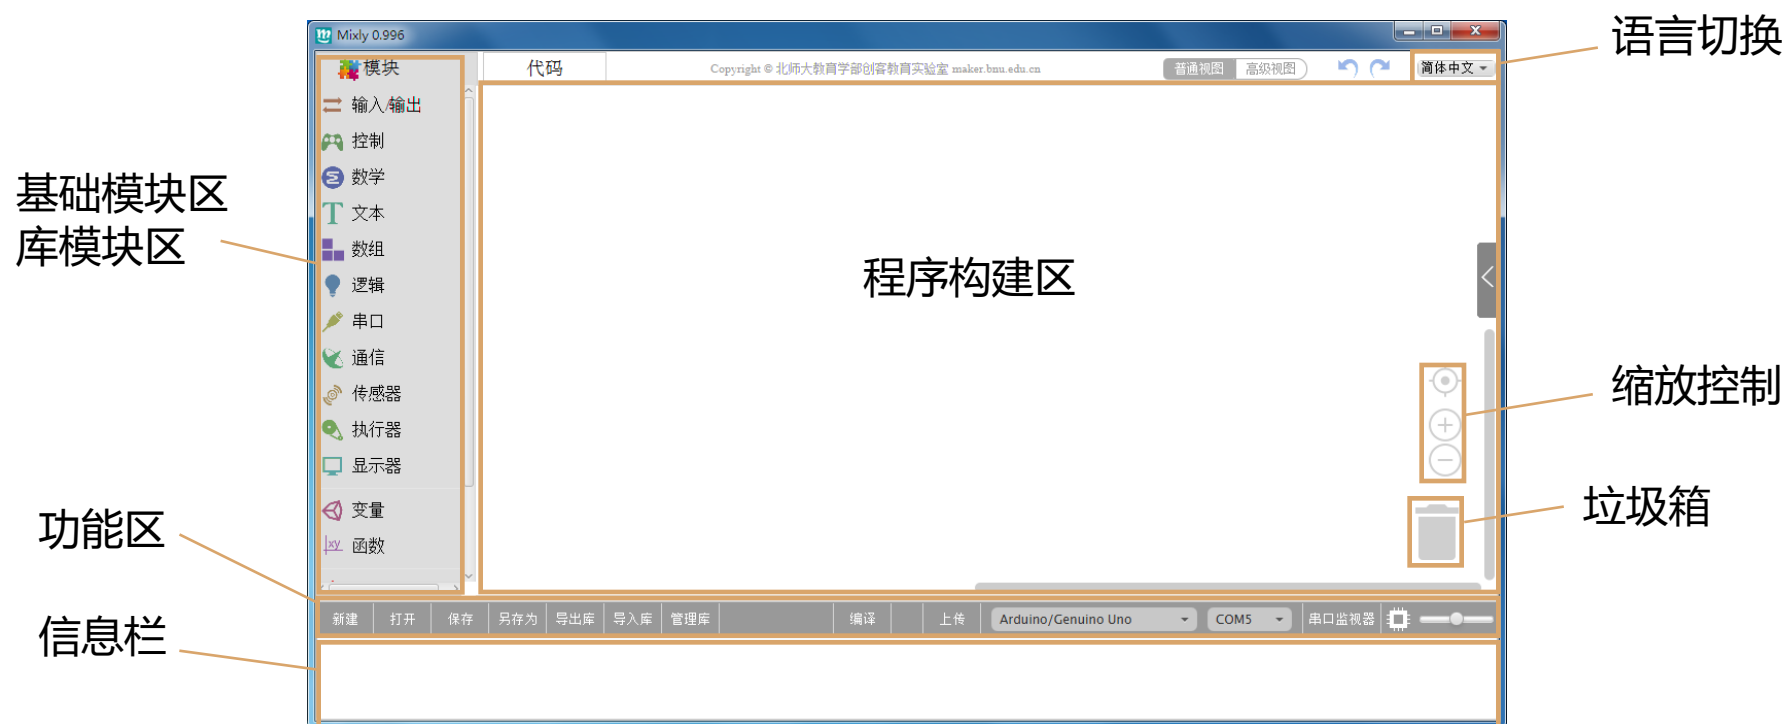 Mixly 0.996
语言切换
模块
代码
Copyright © 北师大教育学部创客教育实验室 maker.bnu.edu.cn
普通视图
高级视图
简体中文
输入/输出
控制
数学
文本
数组
逻辑
串口
通信
传感器
执行器
显示器
变量
xy 函数
基础模块区
库模块区
程序构建区
缩放控制
垃圾箱
功能区
新建
打开
保存
另存为
导出库
导入库
管理库
编译
上传
Arduino/Genuino Uno
COM5
串口监视器
信息栏